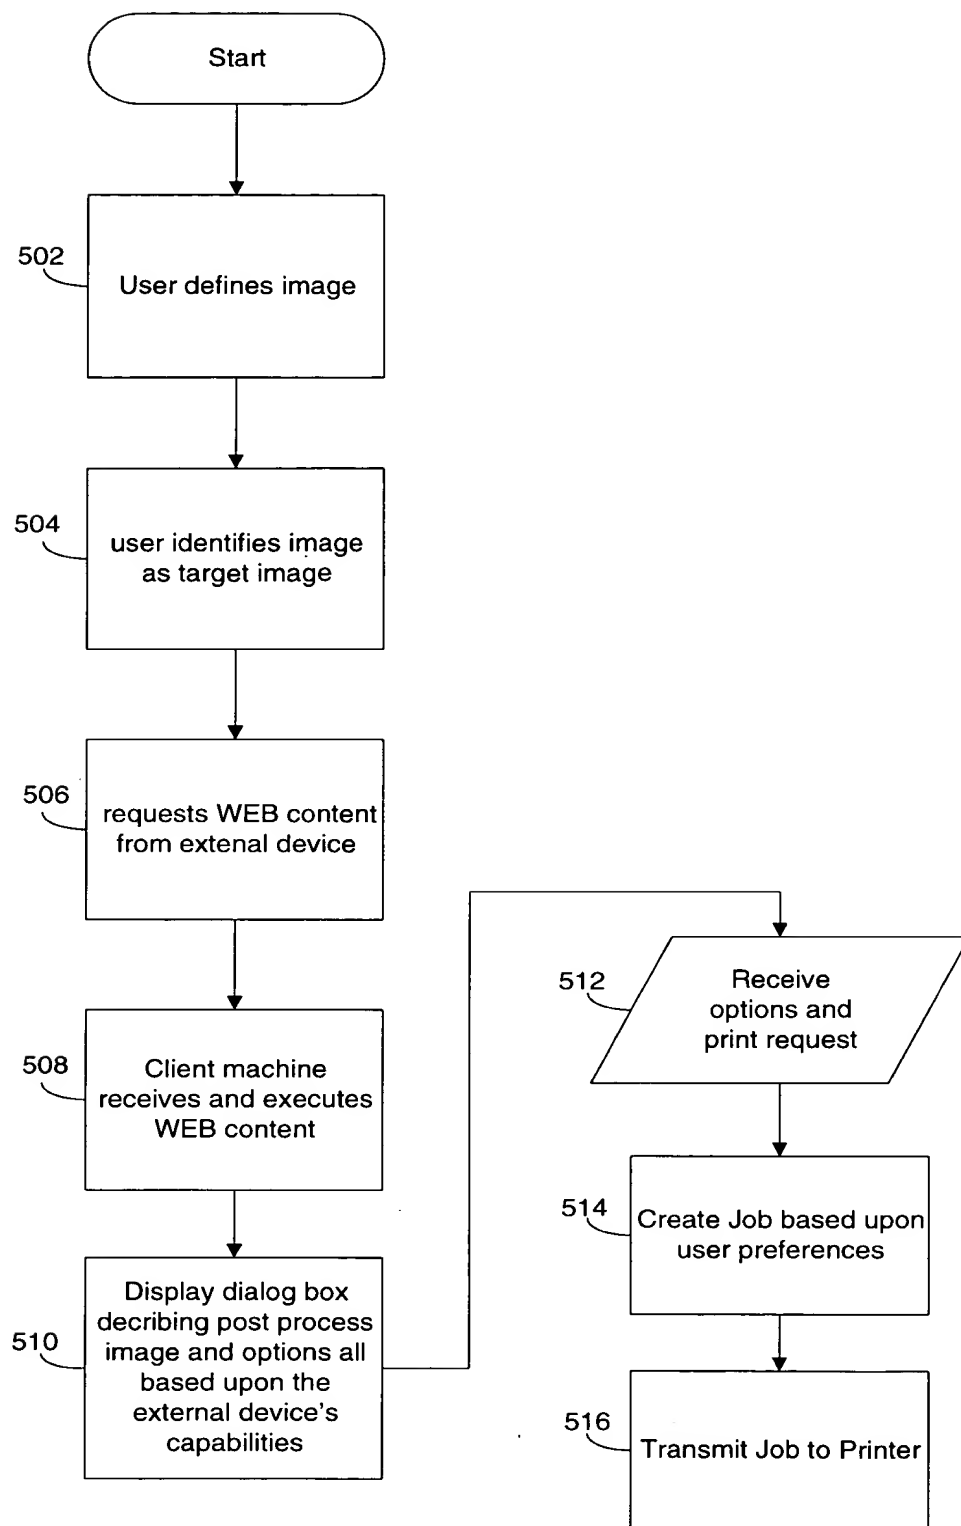 Start
502
User defines image
504
user identifies image
as target image
506
requests WEB content
from extenal device
508
Client machine
receives and executes
WEB content
510
Display dialog box
decribing post process
image and options all
based upon the
external device's
capabilities
512
Receive
options and
print request
514
Create Job based upon
user preferences
516
Transmit Job to Printer